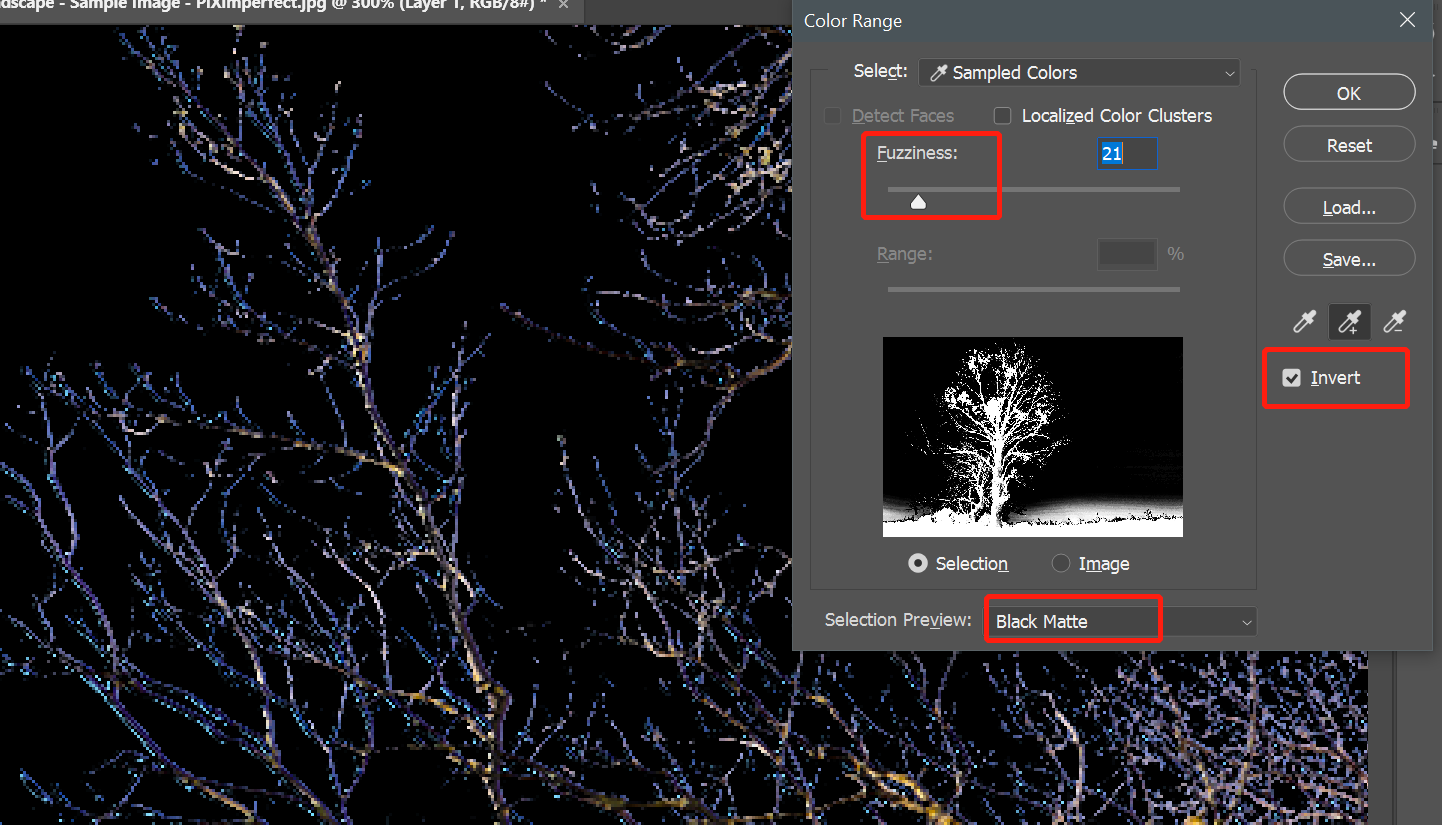 dscape - Sample Image - PiXimperfect.jpg @ 300% (Layer 1, RGB/8#) * ×
Color Range
Select: Sampled Colors
Detect Faces Localized Color Clusters
Fuzziness: 21
Range: %
Selection Image
Selection Preview: Black Matte
OK
Reset
Load...
Save...
Invert